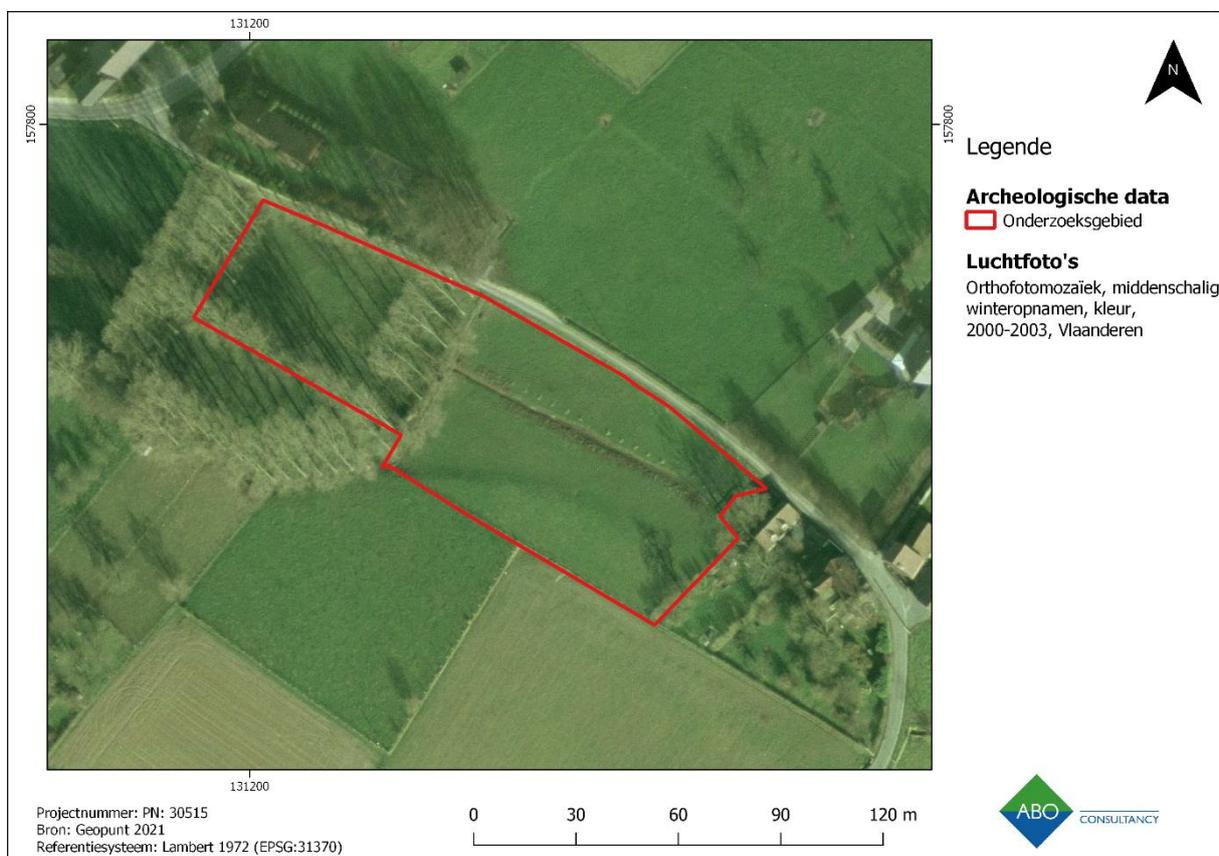 131200
157800
157800
N
Legende
Archeologische data
Onderzoeksgebied
Luchtfoto's
Orthofotomozaïek, middenschalig
winteropnamen, kleur,
2000-2003, Vlaanderen
131200
Projectnummer: PN: 30515
Bron: Geopunt 2021
Referentiesysteem: Lambert 1972 (EPSG:31370)
0 30 60 90 120 m
ABO
CONSULTANCY